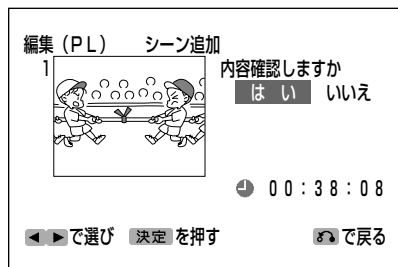 編集（PL）　シーン追加
1
内容確認しますか
はい　いいえ
00：38：08
◀ ▶ で選び　決定 を押す　で戻る